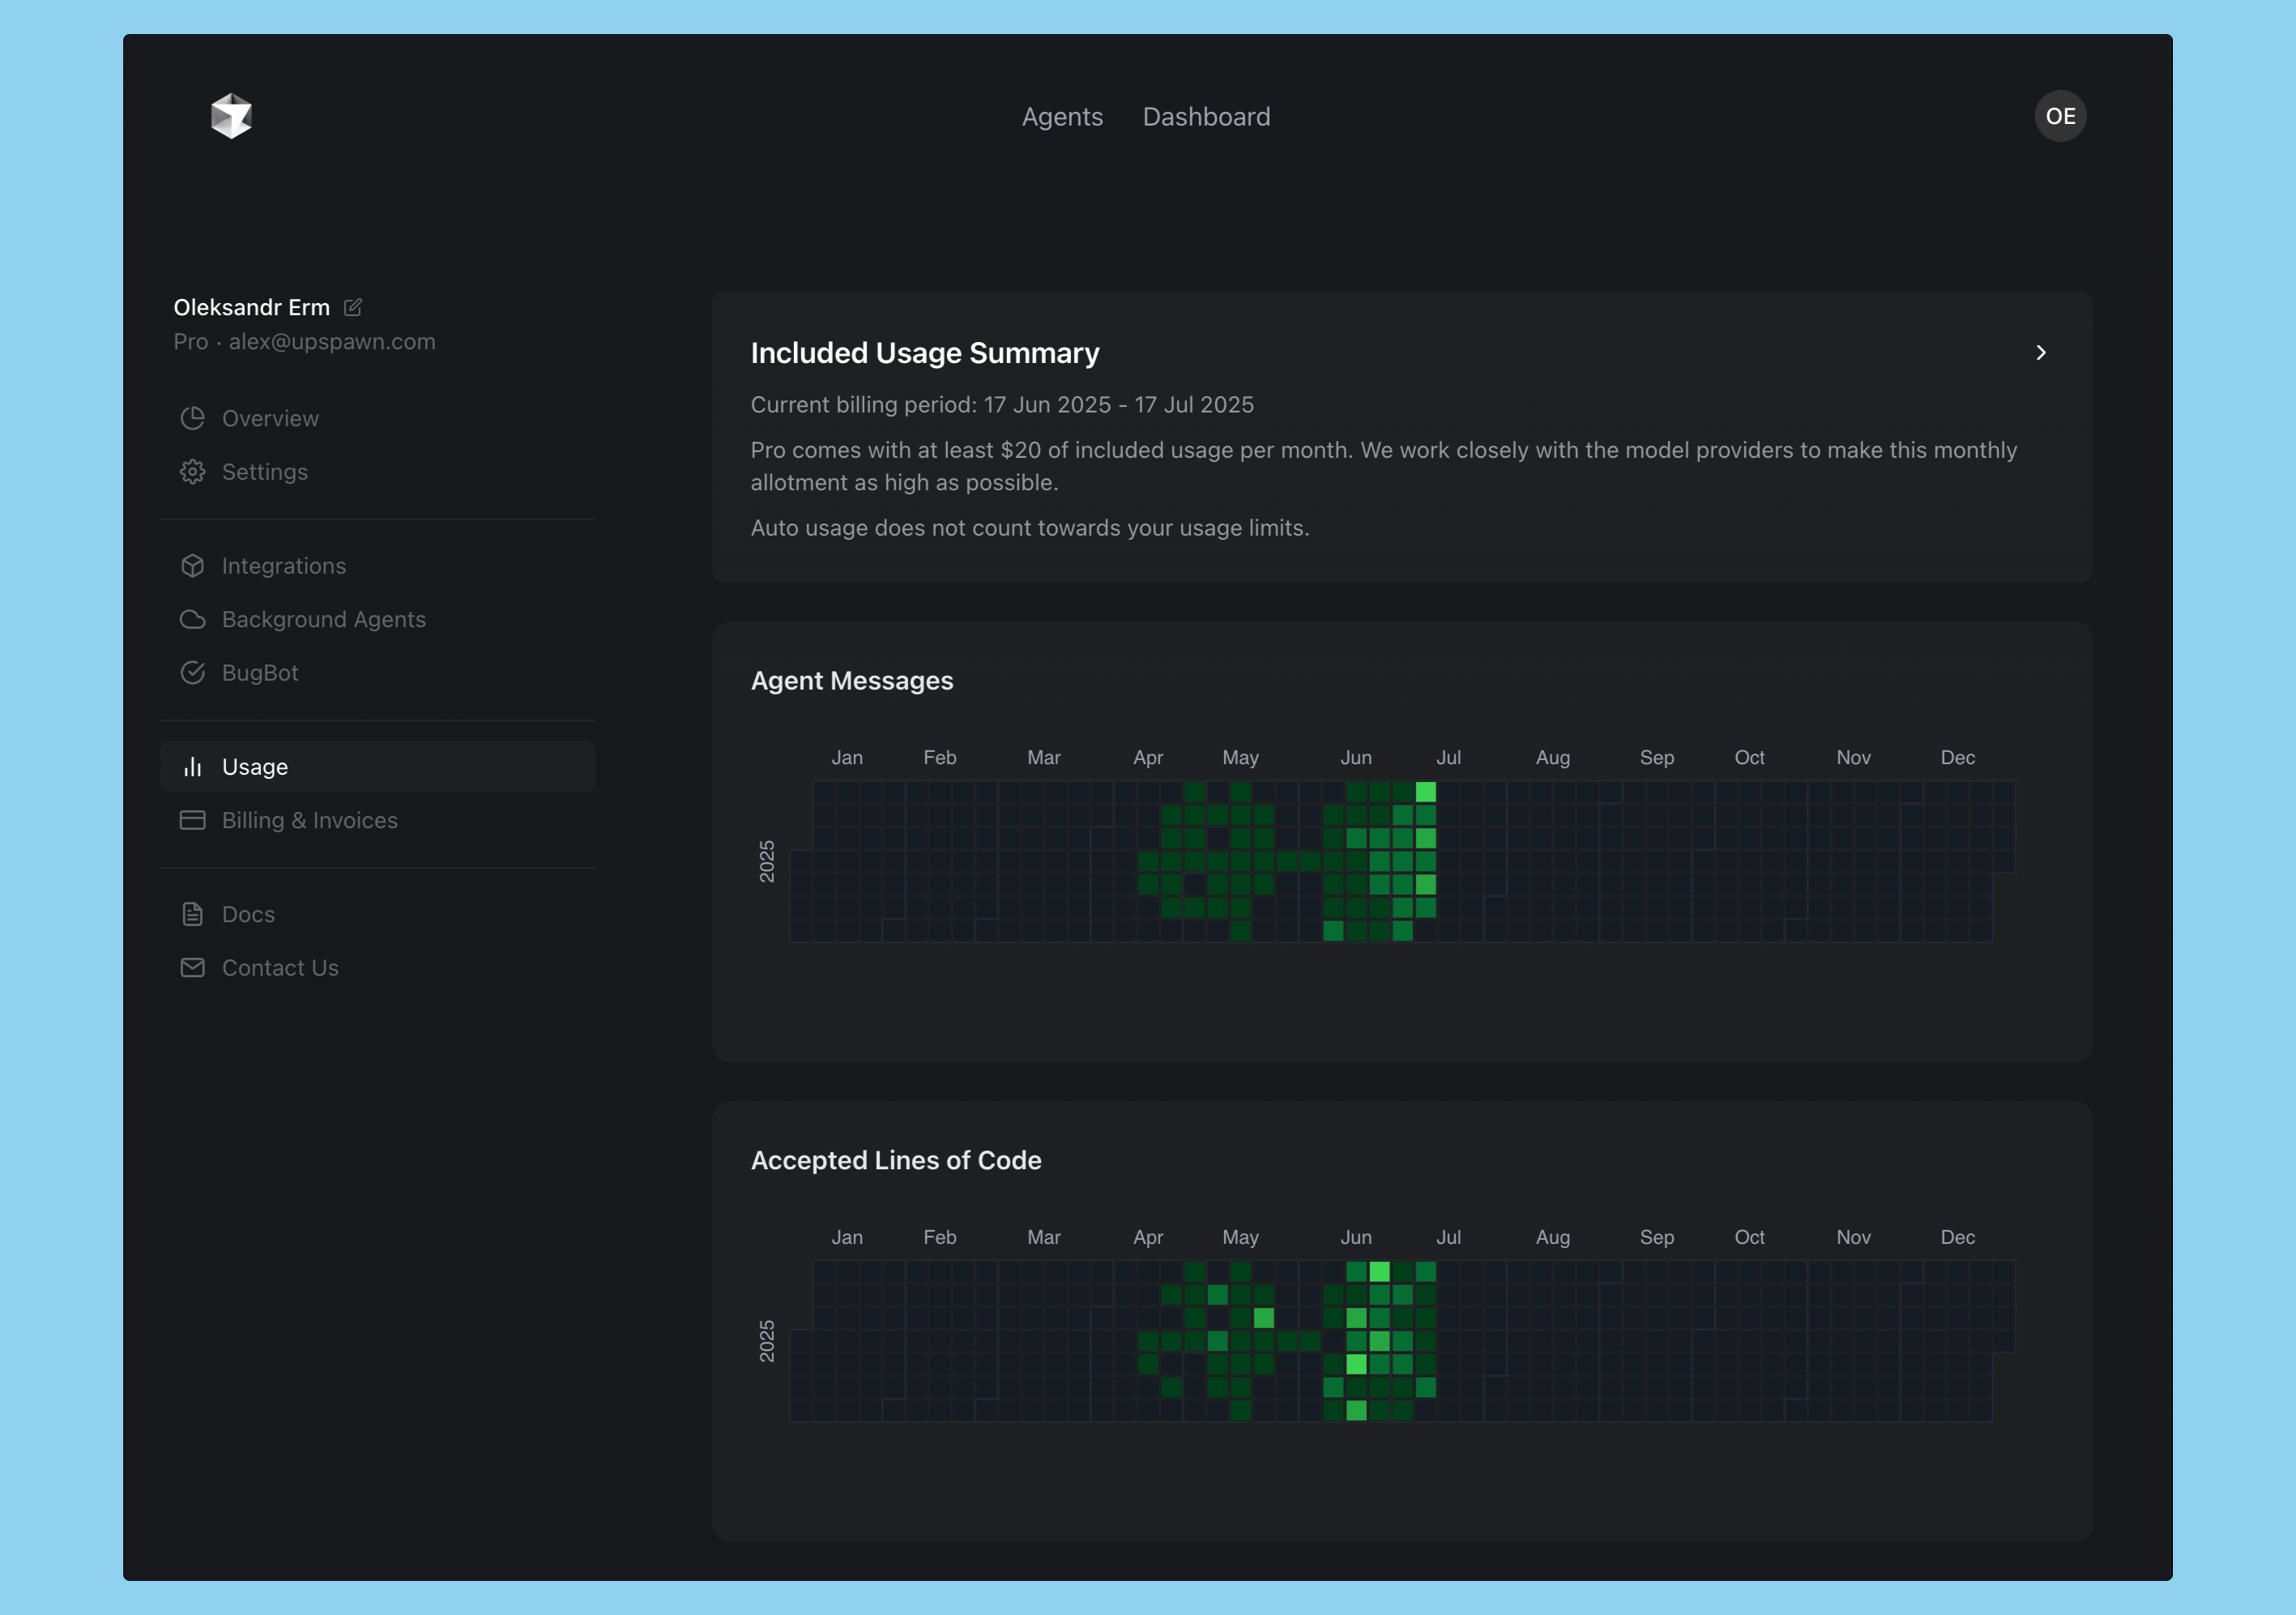 Agents Dashboard
OE
Oleksandr Erm
Pro · alex@upspawn.com
Overview
Settings
Integrations
Background Agents
BugBot
Usage
Billing & Invoices
Docs
Contact Us
Included Usage Summary
Current billing period: 17 Jun 2025 - 17 Jul 2025
Pro comes with at least $20 of included usage per month. We work closely with the model providers to make this monthly
allotment as high as possible.
Auto usage does not count towards your usage limits.
Agent Messages
Jan Feb Mar Apr May Jun Jul Aug Sep Oct Nov Dec
2025
Accepted Lines of Code
Jan Feb Mar Apr May Jun Jul Aug Sep Oct Nov Dec
2025